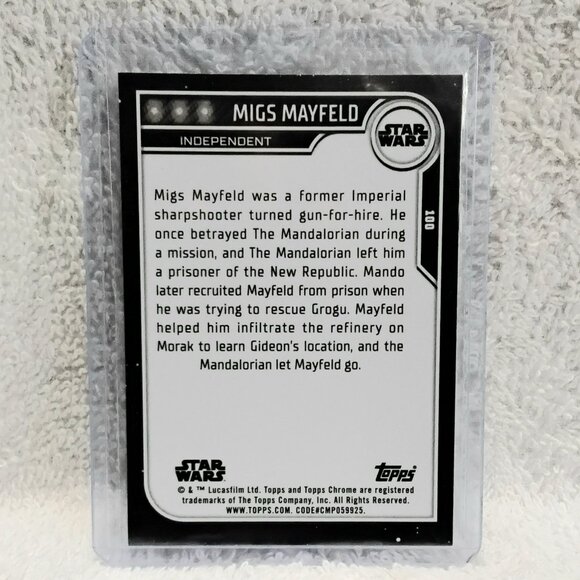 MIGS MAYFELD
INDEPENDENT
STAR
WARS
100
Migs Mayfeld was a former Imperial
sharpshooter turned gun-for-hire. He
once betrayed The Mandalorian during
a mission, and The Mandalorian left him
a prisoner of the New Republic. Mando
later recruited Mayfeld from prison when
he was trying to rescue Grogu. Mayfeld
helped him infiltrate the refinery on
Morak to learn Gideon's location, and the
Mandalorian let Mayfeld go.
STAR
WARS
topps
© & ™ Lucasfilm Ltd. Topps and Topps Chrome are registered
trademarks of The Topps Company, Inc. All Rights Reserved.
WWW.TOPPS.COM. CODE#CMP059925.